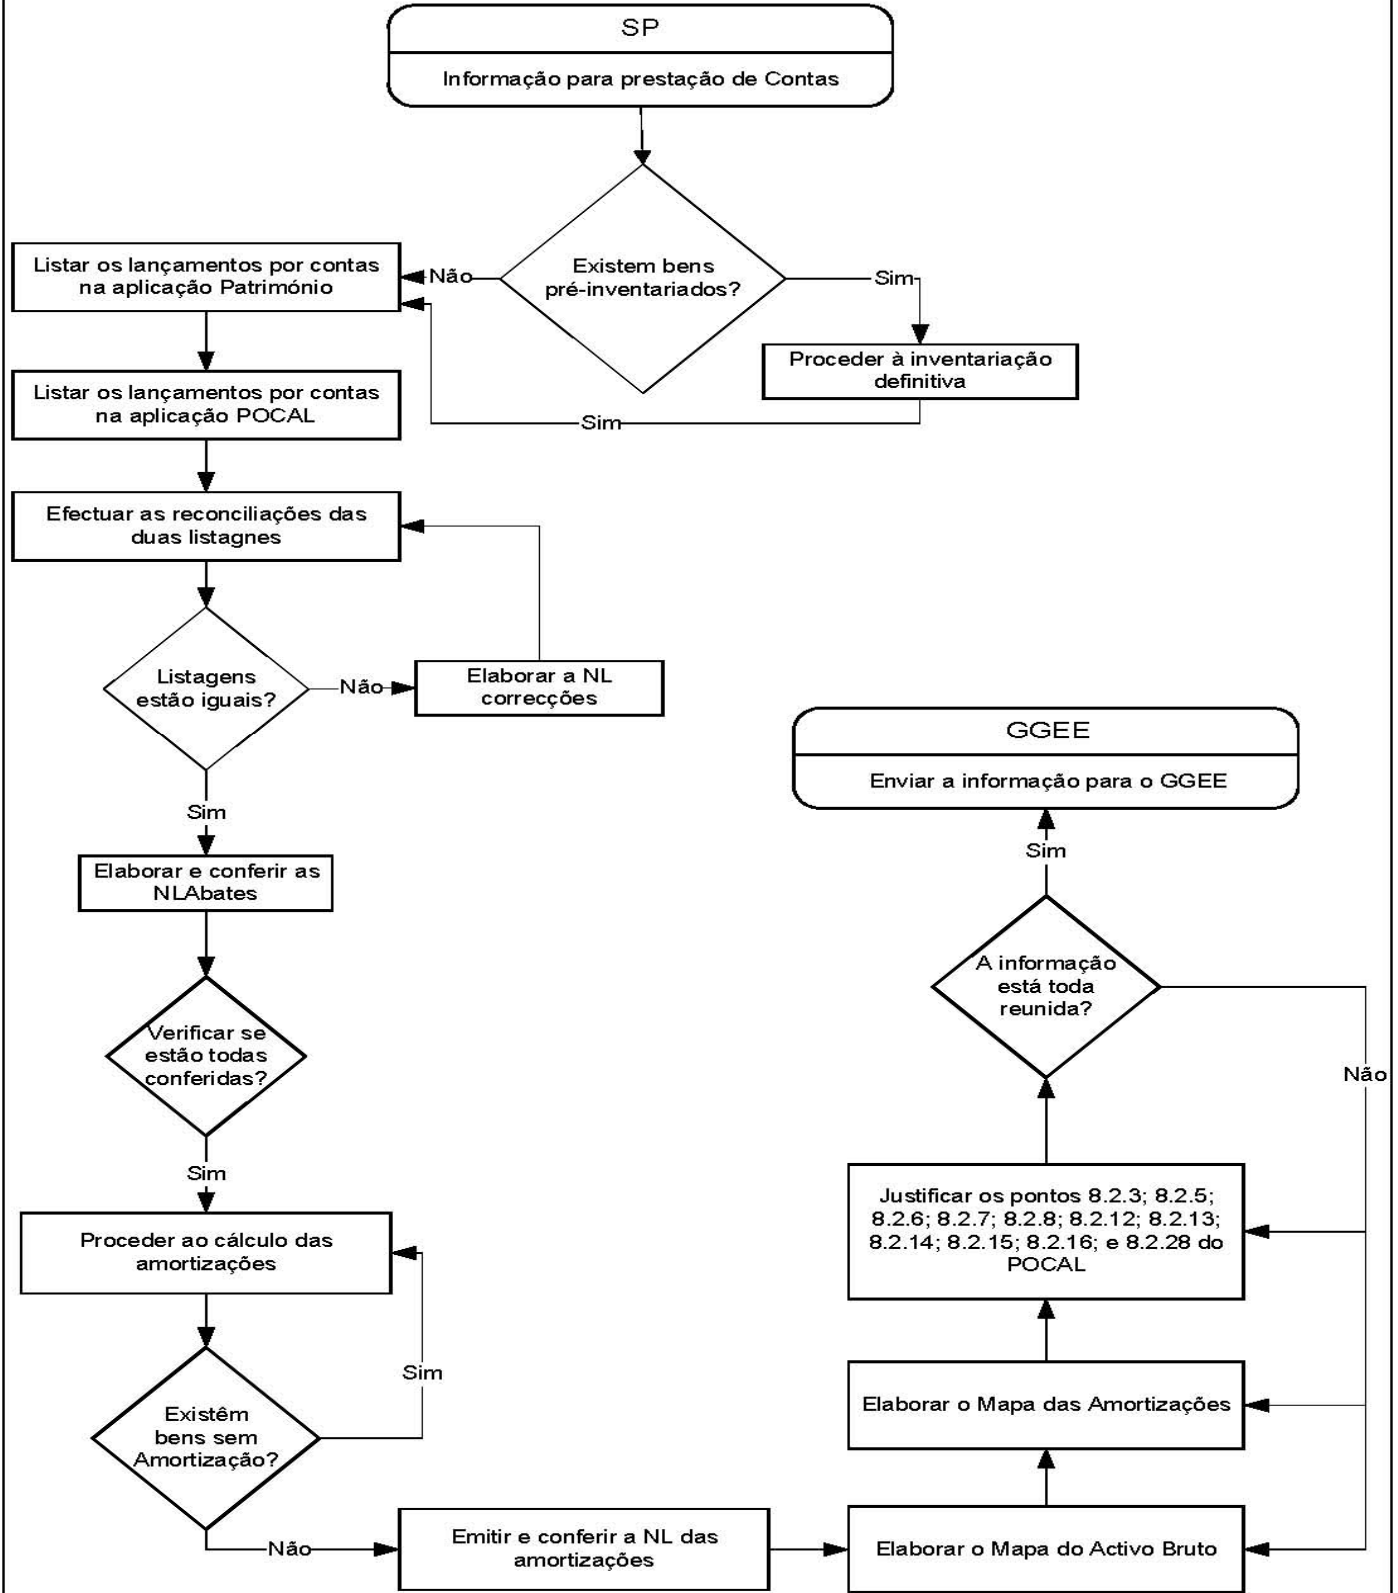 SP
Informação para prestação de Contas
Existem bens
pré-inventariados?
Não
Sim
Listar os lançamentos por contas
na aplicação Património
Proceder à inventariação
definitiva
Sim
Listar os lançamentos por contas
na aplicação POCAL
Efectuar as reconciliações das
duas listagnes
Listagens
estão iguais?
Não
Elaborar a NL
correcções
Sim
Elaborar e conferir as
NLAbates
Verificar se
estão todas
conferidas?
Sim
Proceder ao cálculo das
amortizações
Sim
Existêm
bens sem
Amortização?
Não
Emitir e conferir a NL das
amortizações
Elaborar o Mapa do Activo Bruto
Elaborar o Mapa das Amortizações
Justificar os pontos 8.2.3; 8.2.5;
8.2.6; 8.2.7; 8.2.8; 8.2.12; 8.2.13;
8.2.14; 8.2.15; 8.2.16; e 8.2.28 do
POCAL
A informação
está toda
reunida?
Não
Sim
GGEE
Enviar a informação para o GGEE